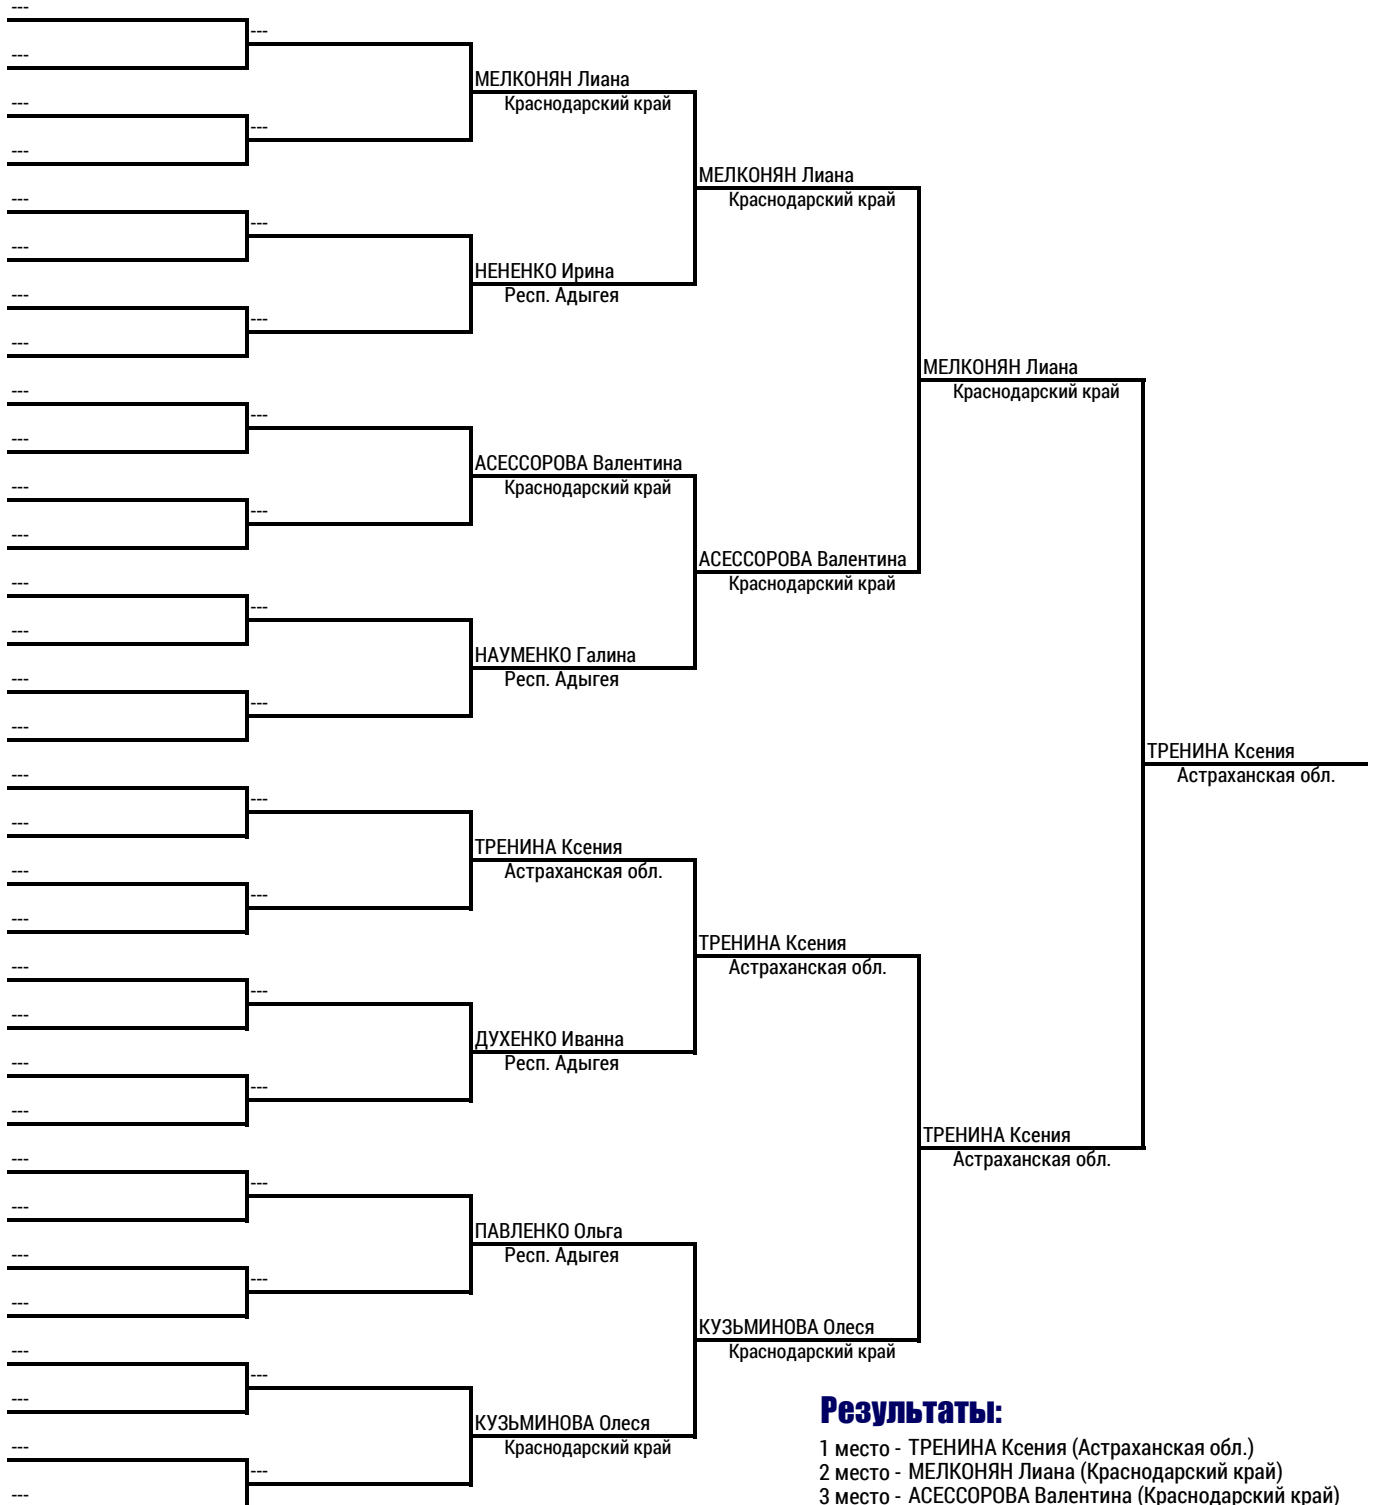 ---
---
---
МЕЛКОНЯН Лиана
Краснодарский край
---
---
---
МЕЛКОНЯН Лиана
Краснодарский край
---
---
---
НЕНЕНКО Ирина
Респ. Адыгея
---
---
---
МЕЛКОНЯН Лиана
Краснодарский край
---
---
---
АСЕССОРОВА Валентина
Краснодарский край
---
---
---
АСЕССОРОВА Валентина
Краснодарский край
---
---
---
НАУМЕНКО Галина
Респ. Адыгея
---
---
---
ТРЕНИНА Ксения
Астраханская обл.
---
---
---
ТРЕНИНА Ксения
Астраханская обл.
---
---
---
ТРЕНИНА Ксения
Астраханская обл.
---
---
---
ДУХЕНКО Иванна
Респ. Адыгея
---
---
---
ТРЕНИНА Ксения
Астраханская обл.
---
---
---
ПАВЛЕНКО Ольга
Респ. Адыгея
---
---
---
КУЗЬМИНОВА Олеся
Краснодарский край
---
---
---
КУЗЬМИНОВА Олеся
Краснодарский край
---
---
---
Результаты:
1 место - ТРЕНИНА Ксения (Астраханская обл.)
2 место - МЕЛКОНЯН Лиана (Краснодарский край)
3 место - АСЕССОРОВА Валентина (Краснодарский край)